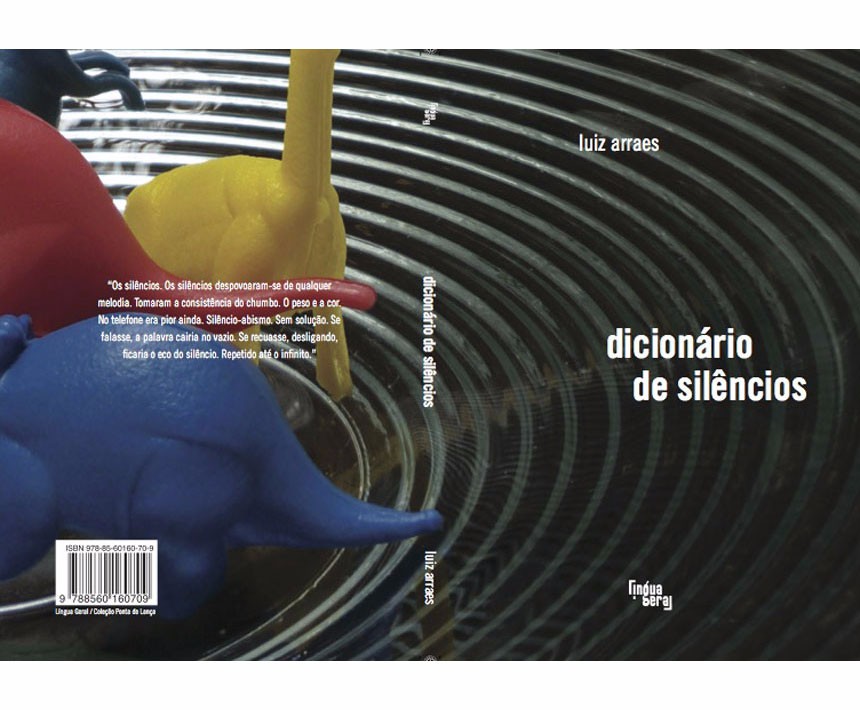 "Os silêncios. Os silêncios despovoaram-se de qualquer
melodia. Tomaram a consistência do chumbo. O peso e a cor.
No telefone era pior ainda. Silêncio-abismo. Sem solução. Se
falasse, a palavra cairia no vazio. Se recuasse, desligando,
ficaria o eco do silêncio. Repetido até o infinito."
ISBN 978-85-60160-70-9
9 788560 160709
Língua Geral / Coleção Ponta de Lança
língua
geral
dicionário de silêncios
luiz arraes
luiz arraes
dicionário
de silêncios
língua
geral